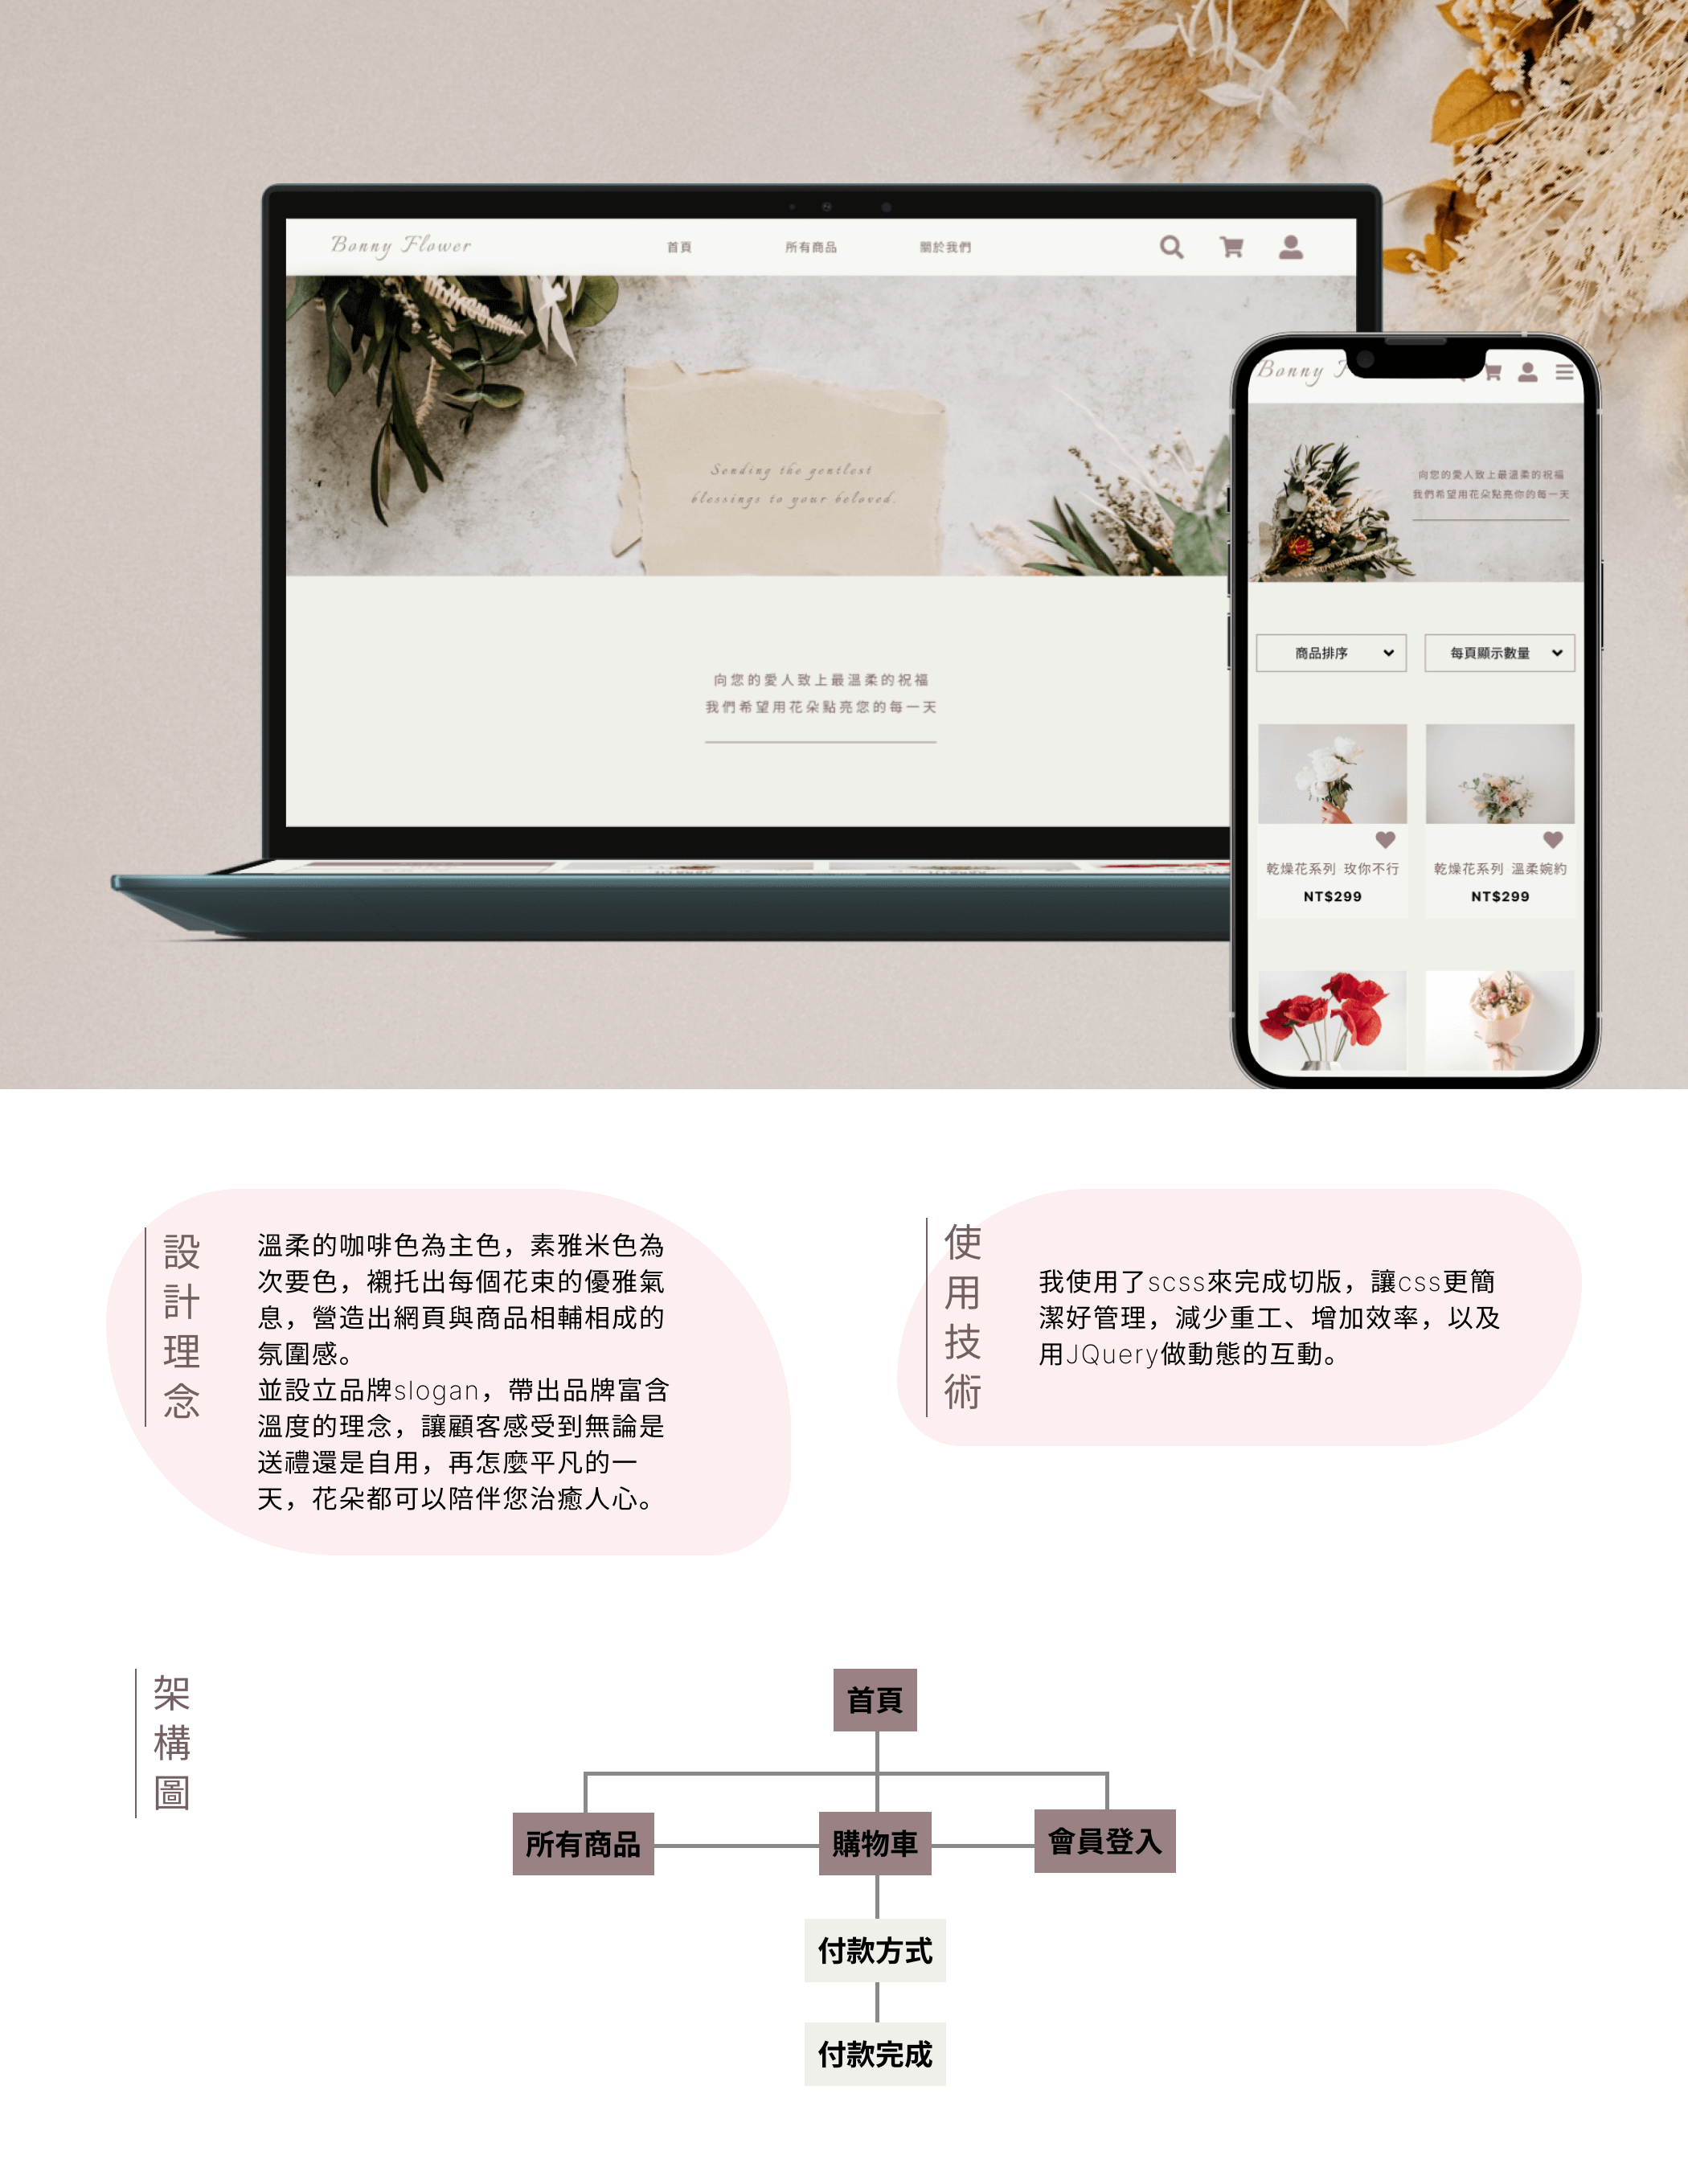 Bonny Flower
首頁
所有商品
關於我們
Sending the gentlest
blessings to your beloved.
向您的愛人致上最溫柔的祝福
我們希望用花朵點亮您的每一天
Bonny F
向您的愛人致上最溫柔的祝福
我們希望用花朵點亮你的每一天
商品排序
每頁顯示數量
乾燥花系列·玫你不行
NT$299
乾燥花系列·溫柔婉約
NT$299
設計理念
溫柔的咖啡色為主色，素雅米色為
次要色，襯托出每個花束的優雅氣
息，營造出網頁與商品相輔相成的
氛圍感。
並設立品牌slogan，帶出品牌富含
溫度的理念，讓顧客感受到無論是
送禮還是自用，再怎麼平凡的一
天，花朵都可以陪伴您治癒人心。
使用技術
我使用了scss來完成切版，讓css更簡
潔好管理，減少重工、增加效率，以及
用JQuery做動態的互動。
架構圖
首頁
所有商品
購物車
會員登入
付款方式
付款完成